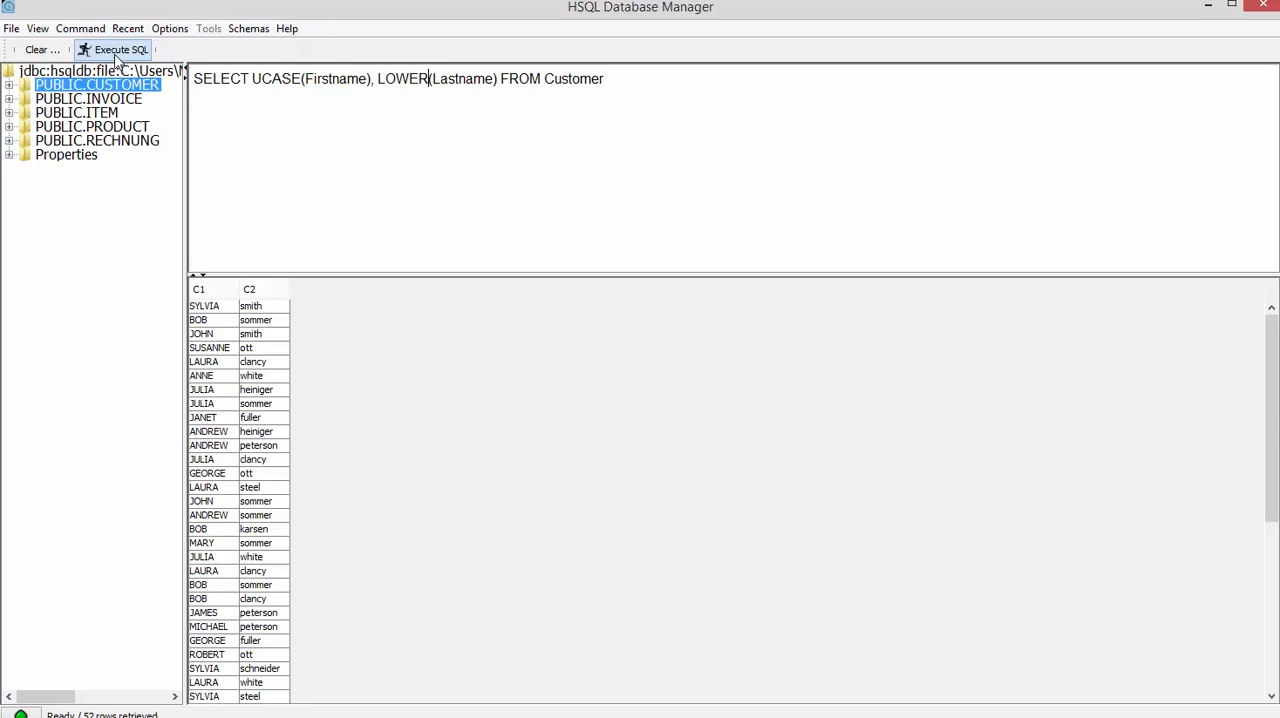 HSQL Database Manager
File View Command Recent Options Tools Schemas Help
Clear ... Execute SQL
jdbc:hsqldb:file:C:\Users\
PUBLIC.CUSTOMER
PUBLIC.INVOICE
PUBLIC.ITEM
PUBLIC.PRODUCT
PUBLIC.RECHNUNG
Properties
SELECT UCASE(Firstname), LOWER(Lastname) FROM Customer
C1 C2
SYLVIA smith
BOB sommer
JOHN smith
SUSANNE ott
LAURA clancy
ANNE white
JULIA heiniger
JULIA sommer
JANET fuller
ANDREW heiniger
ANDREW peterson
JULIA clancy
GEORGE ott
LAURA steel
JOHN sommer
ANDREW sommer
BOB karsen
MARY sommer
JULIA white
LAURA clancy
BOB sommer
BOB clancy
JAMES peterson
MICHAEL peterson
GEORGE fuller
ROBERT ott
SYLVIA schneider
LAURA white
SYLVIA steel
Ready / 52 rows retrieved